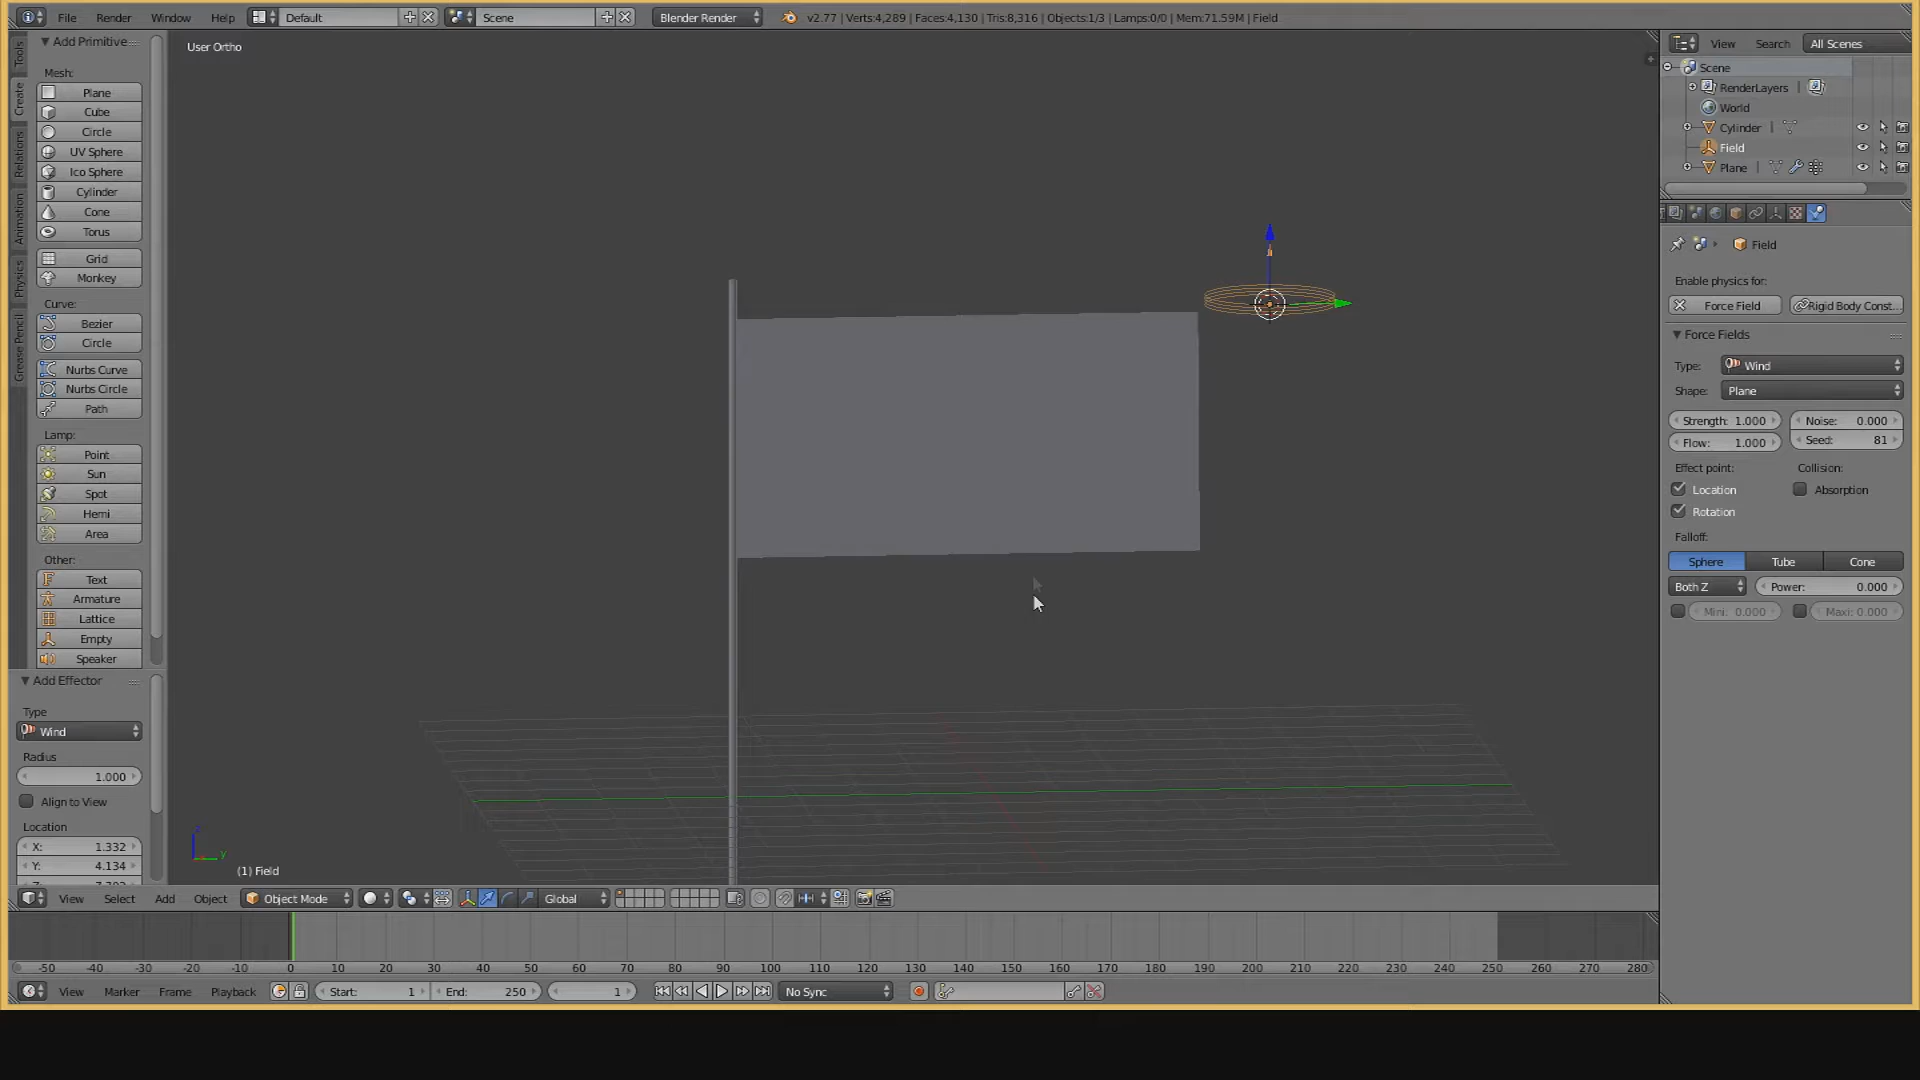 File Render Window Help Default Scene Blender Render v2.77 | Verts:4,289 | Faces:4,130 | Tris:8,316 | Objects:1/3 | Lamps:0/0 | Mem:71.59M | Field
Tools
Create
Relations
Animation
Physics
Grease Pencil
Add Primitive
Mesh:
Plane
Cube
Circle
UV Sphere
Ico Sphere
Cylinder
Cone
Torus
Grid
Monkey
Curve:
Bezier
Circle
Nurbs Curve
Nurbs Circle
Path
Lamp:
Point
Sun
Spot
Hemi
Area
Other:
Text
Armature
Lattice
Empty
Speaker
Add Effector
Type
Wind
Radius
1.000
Align to View
Location
X: 1.332
Y: 4.134
User Ortho
z
y
(1) Field
View Select Add Object Object Mode Global
-50 -40 -30 -20 -10 0 10 20 30 40 50 60 70 80 90 100 110 120 130 140 150 160 170 180 190 200 210 220 230 240 250 260 270 280
View Marker Frame Playback Start: 1 End: 250 1 No Sync
View Search All Scenes
Scene
RenderLayers
World
Cylinder
Field
Plane
Field
Enable physics for:
Force Field Rigid Body Const...
Force Fields
Type: Wind
Shape: Plane
Strength: 1.000 Noise: 0.000
Flow: 1.000 Seed: 81
Effect point: Collision:
Location Absorption
Rotation
Falloff:
Sphere Tube Cone
Both Z Power: 0.000
Mini: 0.000 Maxi: 0.000